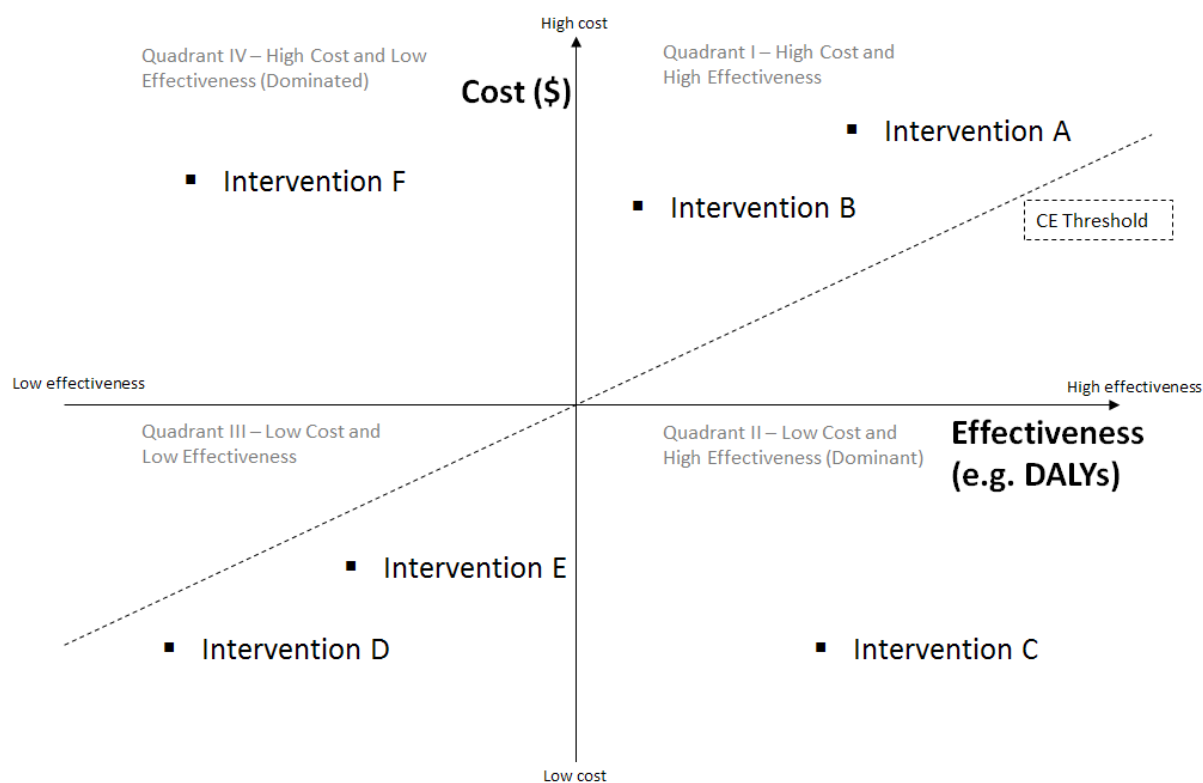 High cost
Quadrant IV – High Cost and Low
Effectiveness (Dominated)
Quadrant I – High Cost and
High Effectiveness
Cost ($)
Intervention A
Intervention F
Intervention B
CE Threshold
Low effectiveness
High effectiveness
Quadrant III – Low Cost and
Low Effectiveness
Quadrant II – Low Cost and
High Effectiveness (Dominant)
Effectiveness
(e.g. DALYs)
Intervention E
Intervention D
Intervention C
Low cost